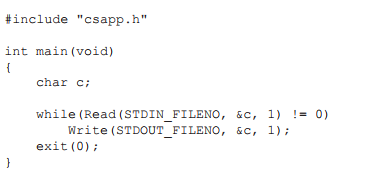 #include "csapp.h"
int main(void)
{
    char c;
    while(Read(STDIN_FILENO, &c, 1) != 0)
        Write(STDOUT_FILENO, &c, 1);
    exit(0);
}